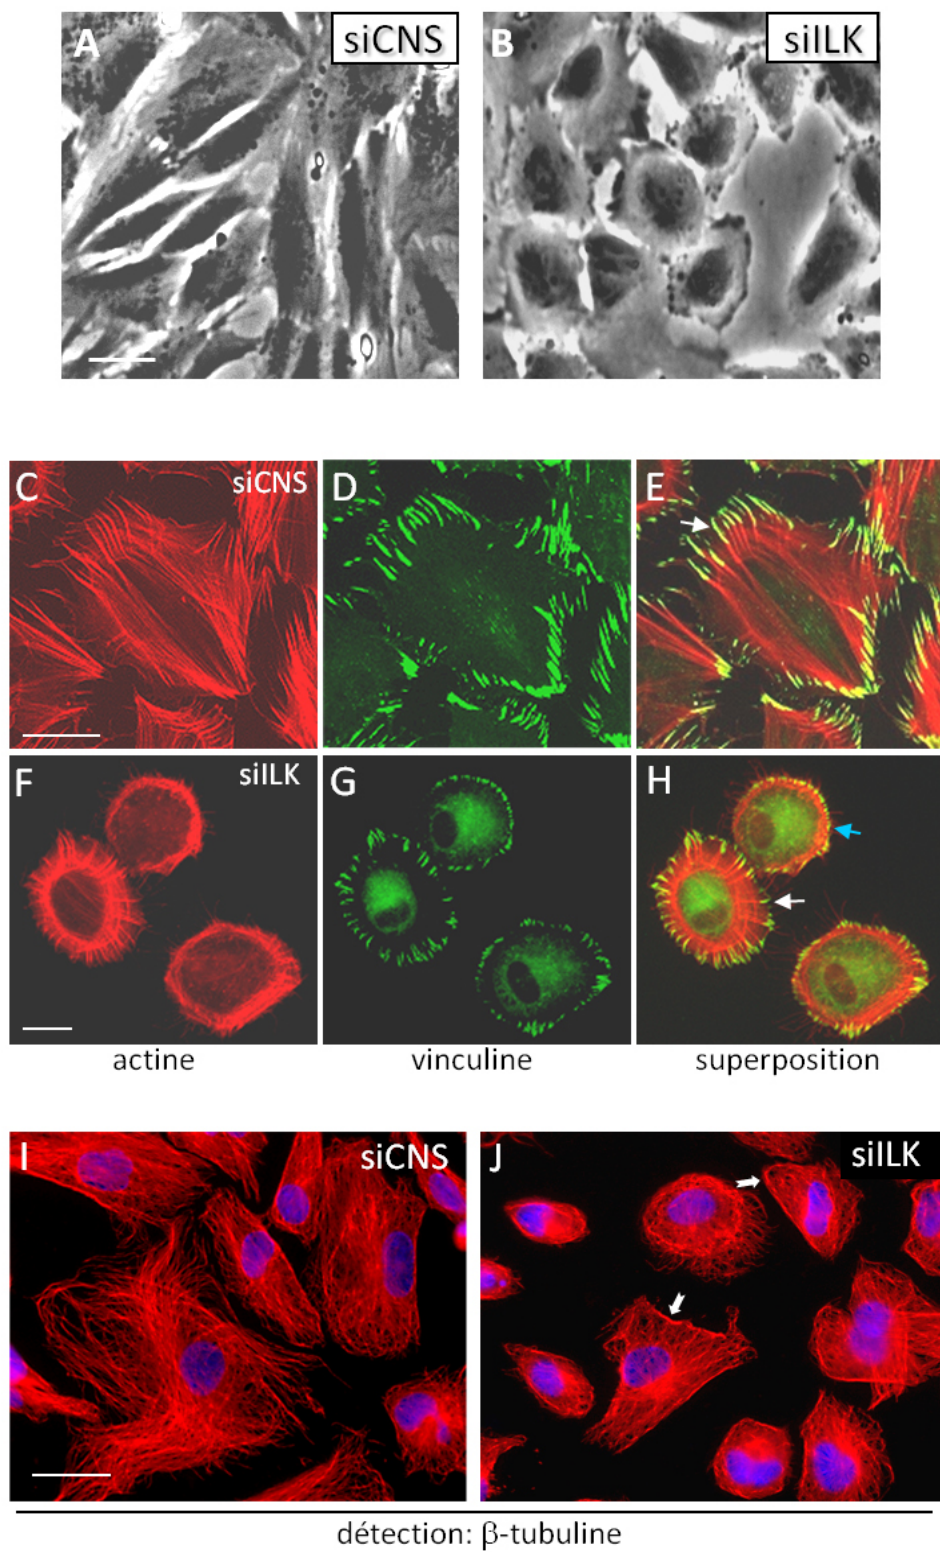 A siCNS
B siILK
C siCNS
D
E
F siILK
G
H
actine
vinculine
superposition
I siCNS
J siILK
détection: β-tubuline